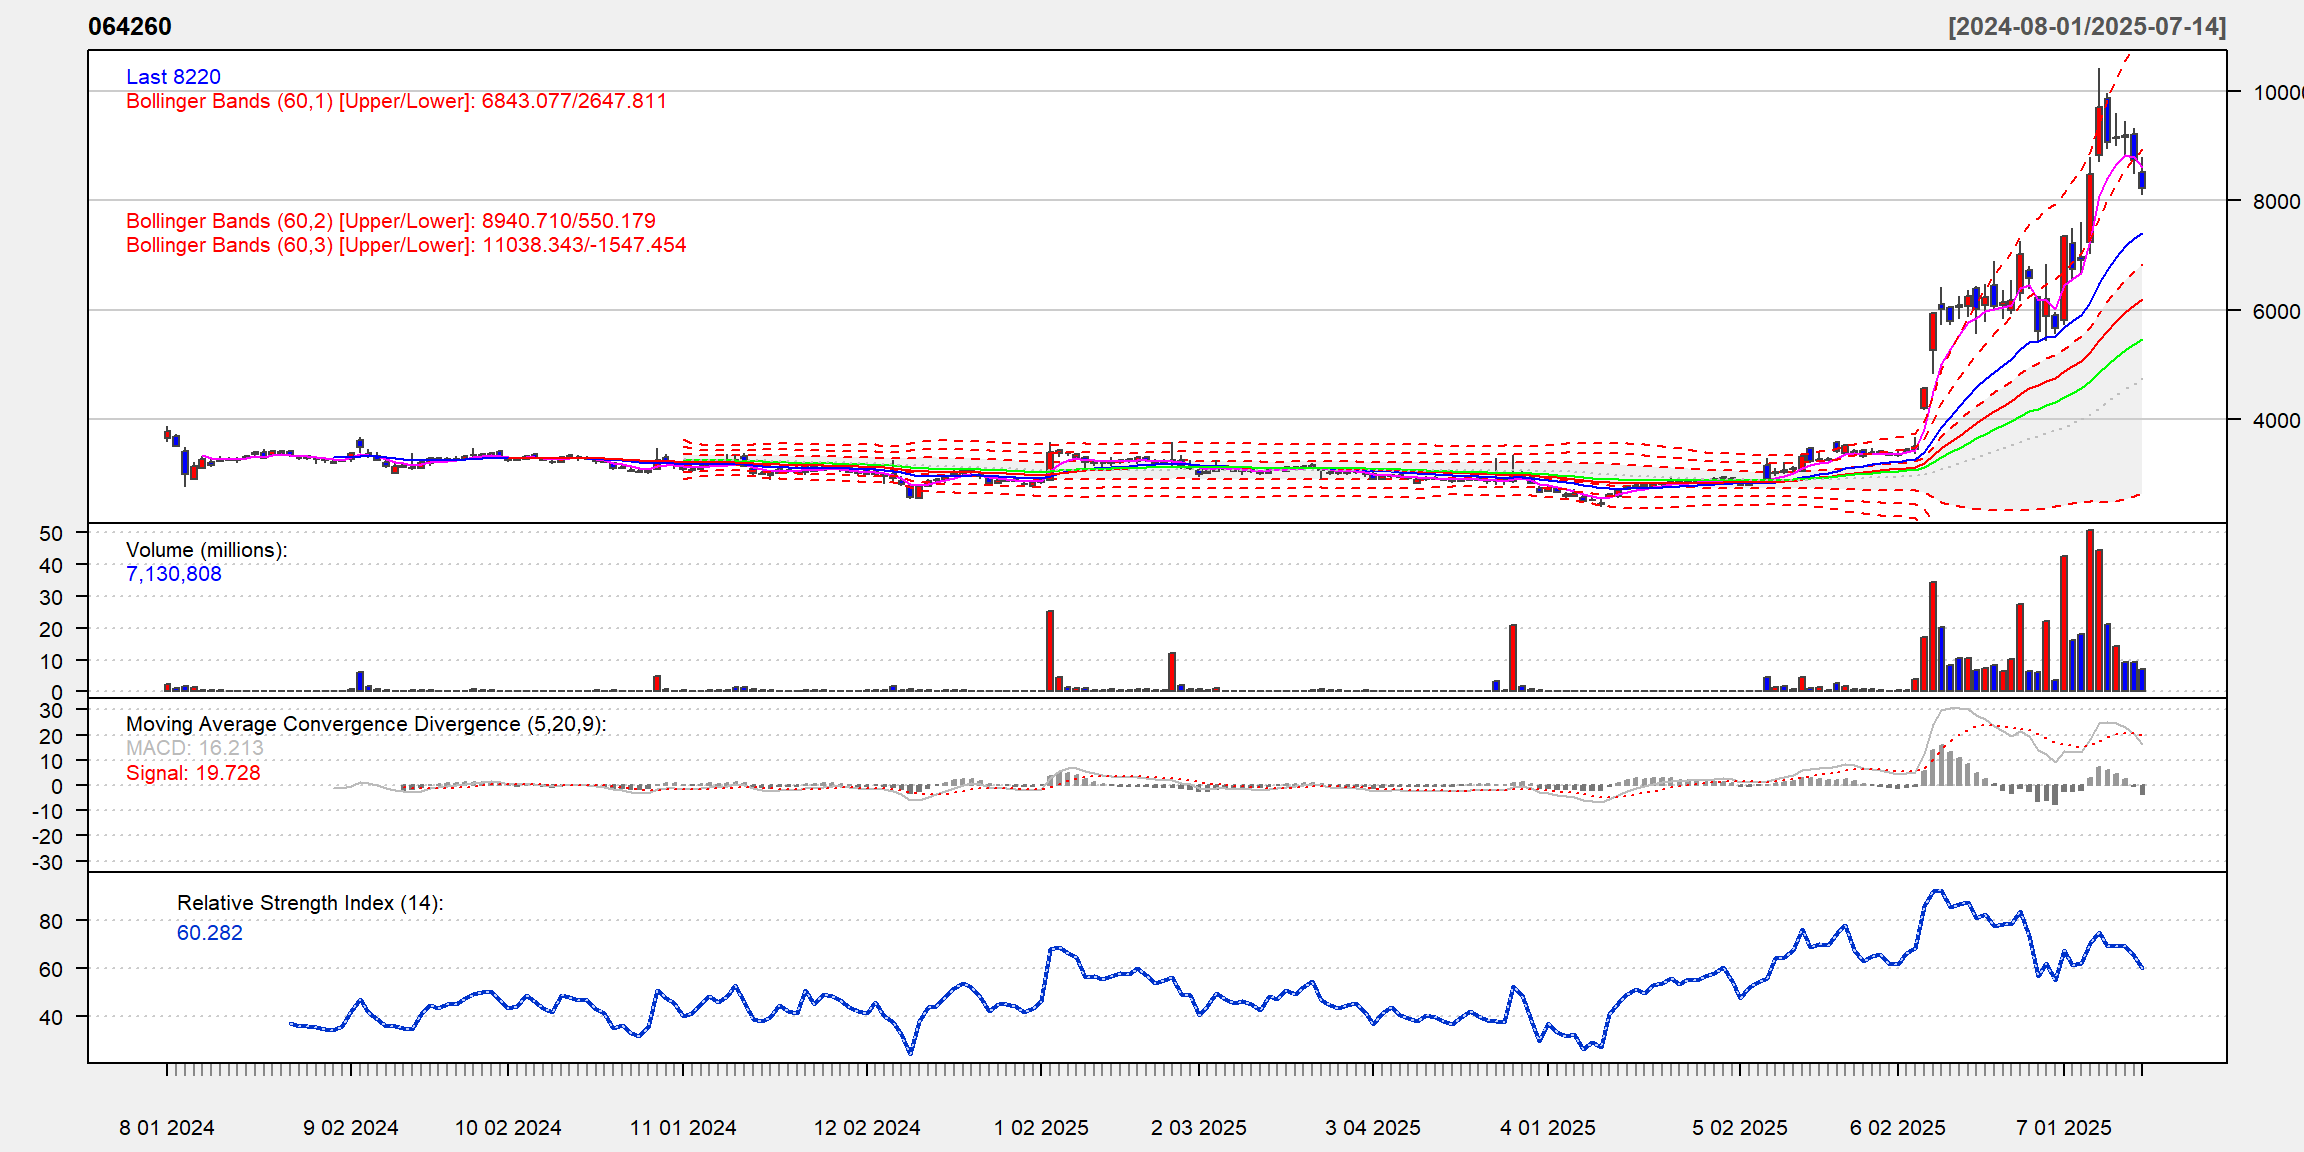 064260
[2024-08-01/2025-07-14]
Last 8220
Bollinger Bands (60,1) [Upper/Lower]: 6843.077/2647.811
Bollinger Bands (60,2) [Upper/Lower]: 8940.710/550.179
Bollinger Bands (60,3) [Upper/Lower]: 11038.343/-1547.454
10000
8000
6000
4000
Volume (millions):
7,130,808
50
40
30
20
10
0
Moving Average Convergence Divergence (5,20,9):
MACD: 16.213
Signal: 19.728
30
20
10
0
-10
-20
-30
Relative Strength Index (14):
60.282
80
60
40
8 01 2024 9 02 2024 10 02 2024 11 01 2024 12 02 2024 1 02 2025 2 03 2025 3 04 2025 4 01 2025 5 02 2025 6 02 2025 7 01 2025